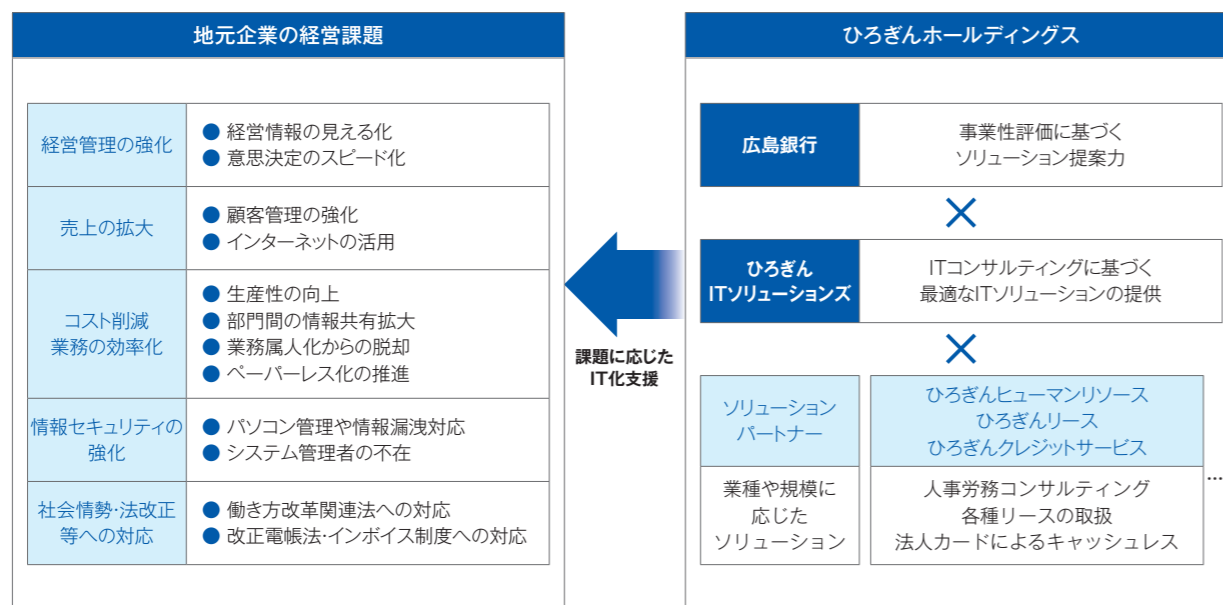 地元企業の経営課題
経営管理の強化
● 経営情報の見える化
● 意思決定のスピード化
売上の拡大
● 顧客管理の強化
● インターネットの活用
コスト削減
業務の効率化
● 生産性の向上
● 部門間の情報共有拡大
● 業務属人化からの脱却
● ペーパーレス化の推進
情報セキュリティの
強化
● パソコン管理や情報漏洩対応
● システム管理者の不在
社会情勢・法改正
等への対応
● 働き方改革関連法への対応
● 改正電帳法・インボイス制度への対応
課題に応じた
IT化支援
ひろぎんホールディングス
広島銀行
事業性評価に基づく
ソリューション提案力
×
ひろぎん
ITソリューションズ
ITコンサルティングに基づく
最適なITソリューションの提供
×
ソリューション
パートナー
業種や規模に
応じた
ソリューション
ひろぎんヒューマンリソース
ひろぎんリース
ひろぎんクレジットサービス
人事労務コンサルティング
各種リースの取扱
法人カードによるキャッシュレス
…